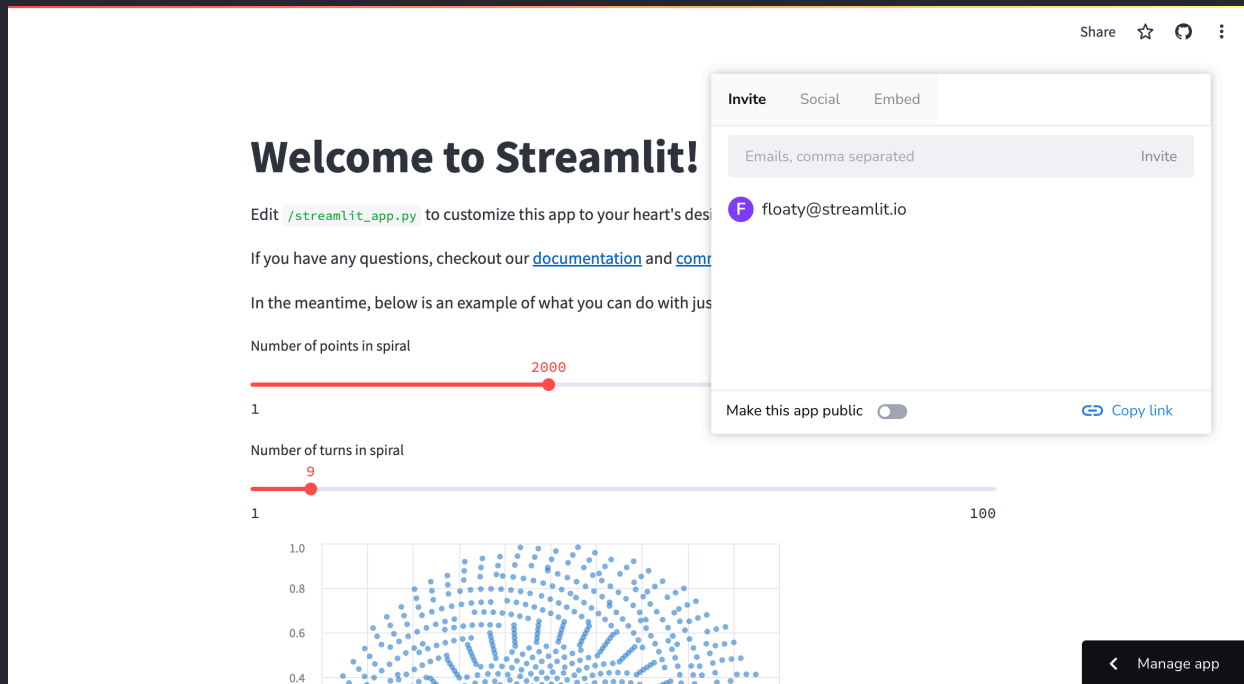 Share
Invite Social Embed
Emails, comma separated Invite
floaty@streamlit.io
F
Make this app public Copy link
Welcome to Streamlit!
Edit /streamlit_app.py to customize this app to your heart's
If you have any questions, checkout our documentation and
In the meantime, below is an example of what you can do with
Number of points in spiral
2000
1
Number of turns in spiral
9
1 100
1.0
0.8
0.6
0.4
Manage app